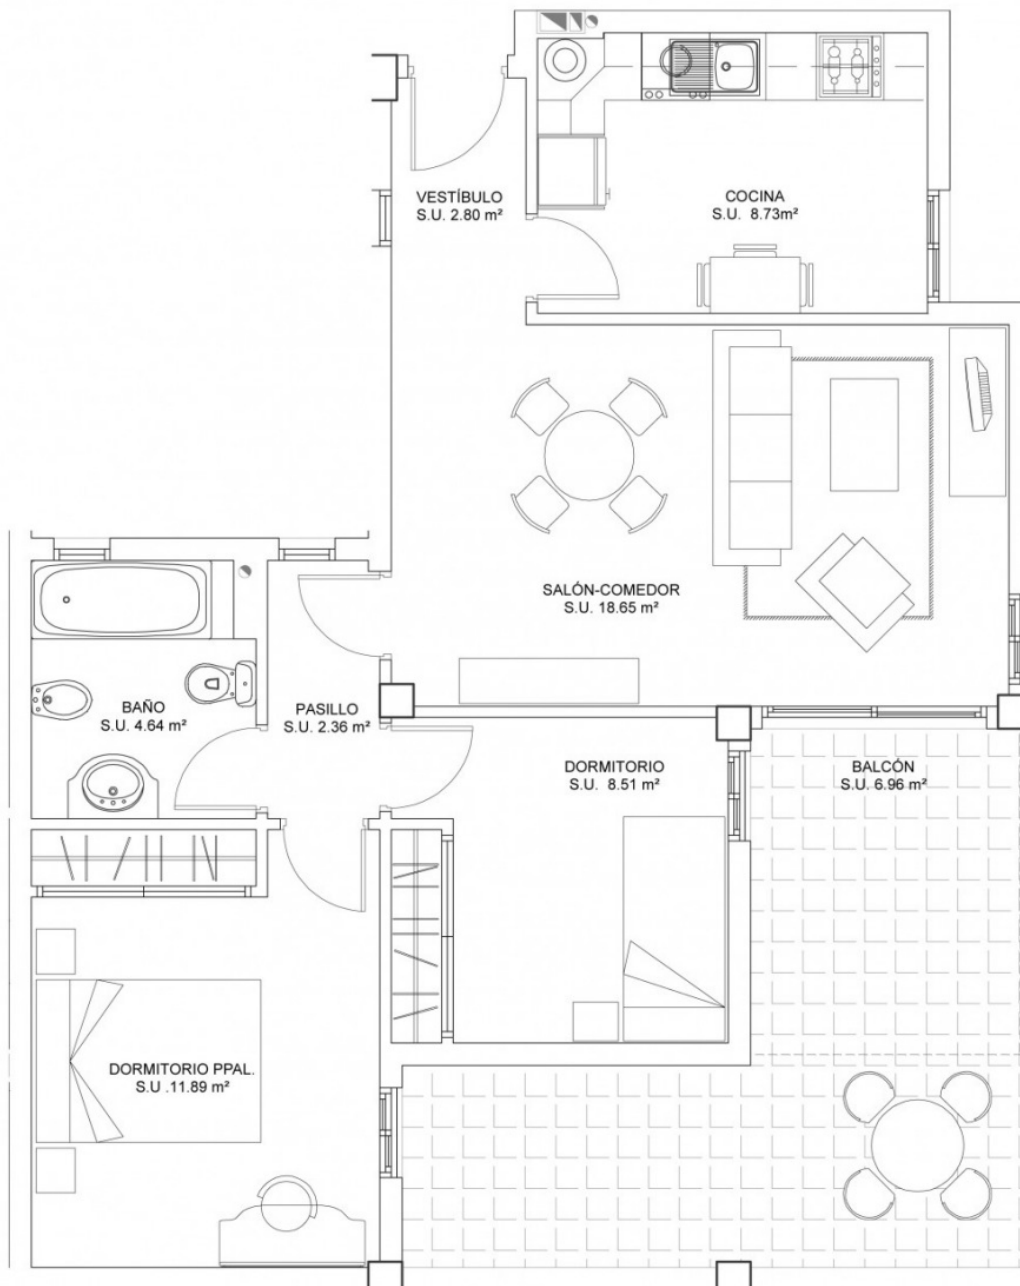 VESTÍBULO
S.U. 2.80 m²
COCINA
S.U. 8.73m²
SALÓN-COMEDOR
S.U. 18.65 m²
BAÑO
S.U. 4.64 m²
PASILLO
S.U. 2.36 m²
DORMITORIO
S.U. 8.51 m²
BALCÓN
S.U. 6.96 m²
DORMITORIO PPAL.
S.U .11.89 m²